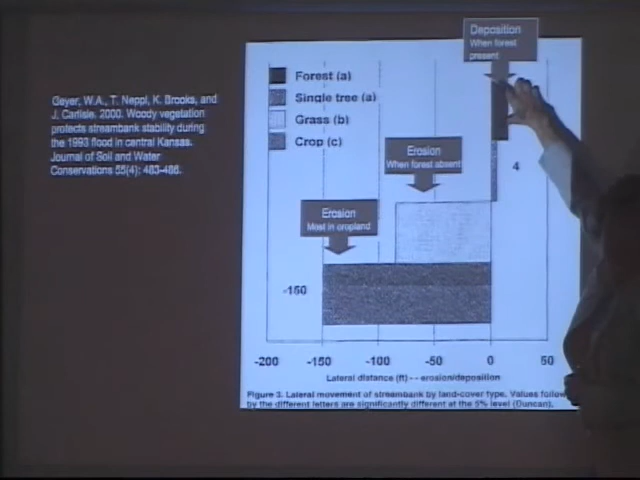 Geyer, W.A., T. Neppl, K. Brooks, and
J. Carlisle. 2000. Woody vegetation
protects streambank stability during
the 1993 flood in central Kansas.
Journal of Soil and Water
Conservations 55(4): 483-486.
Deposition
When forest
present
Forest (a)
Single tree (a)
Grass (b)
Crop (c)
Erosion
When forest absent
4
Erosion
Most in cropland
-150
-200 -150 -100 -50 0 50
Lateral distance (ft) -- erosion/deposition
Figure 3. Lateral movement of streambank by land-cover type. Values follow
by the different letters are significantly different at the 5% level (Duncan).